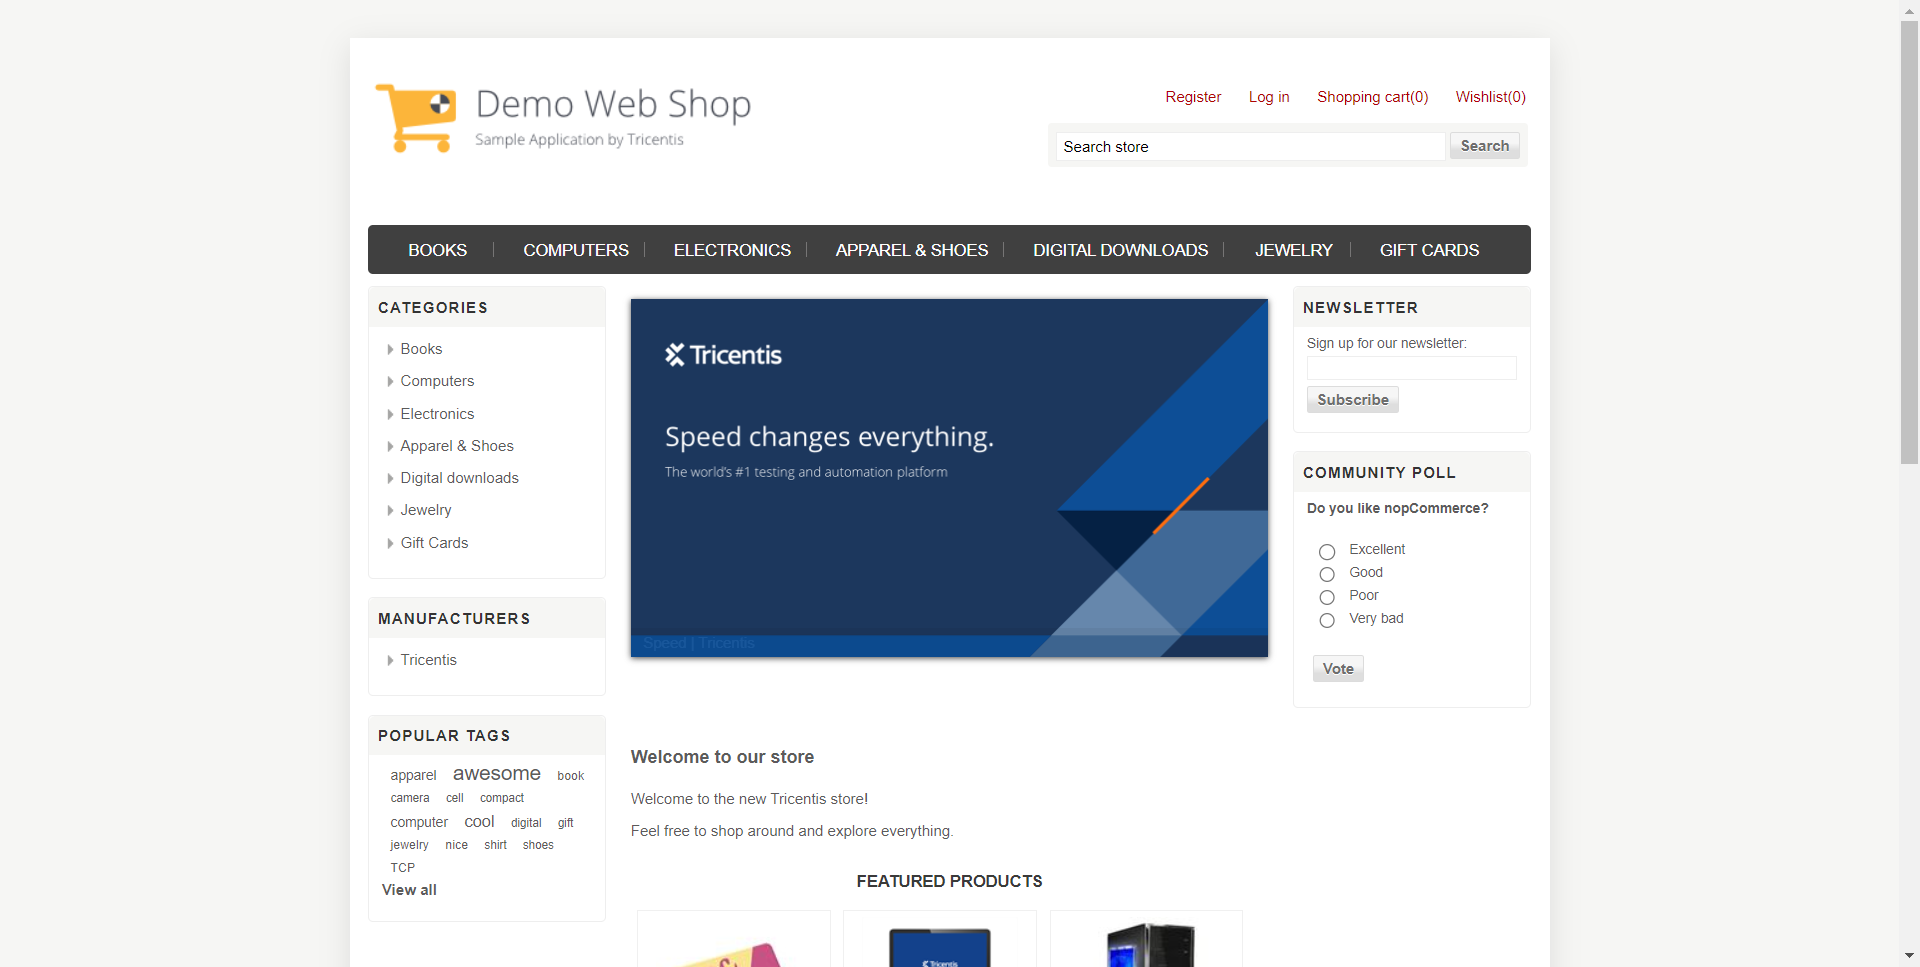 Demo Web Shop
Sample Application by Tricentis
Register Log in Shopping cart(0) Wishlist(0)
Search store Search
BOOKS COMPUTERS ELECTRONICS APPAREL & SHOES DIGITAL DOWNLOADS JEWELRY GIFT CARDS
CATEGORIES
Books
Computers
Electronics
Apparel & Shoes
Digital downloads
Jewelry
Gift Cards
MANUFACTURERS
Tricentis
POPULAR TAGS
apparel awesome book
camera cell compact
computer cool digital gift
jewelry nice shirt shoes
TCP
View all
Tricentis
Speed changes everything.
The world's #1 testing and automation platform
Speed | Tricentis
Welcome to our store
Welcome to the new Tricentis store!
Feel free to shop around and explore everything.
FEATURED PRODUCTS
Tricentis
NEWSLETTER
Sign up for our newsletter:
Subscribe
COMMUNITY POLL
Do you like nopCommerce?
Excellent
Good
Poor
Very bad
Vote